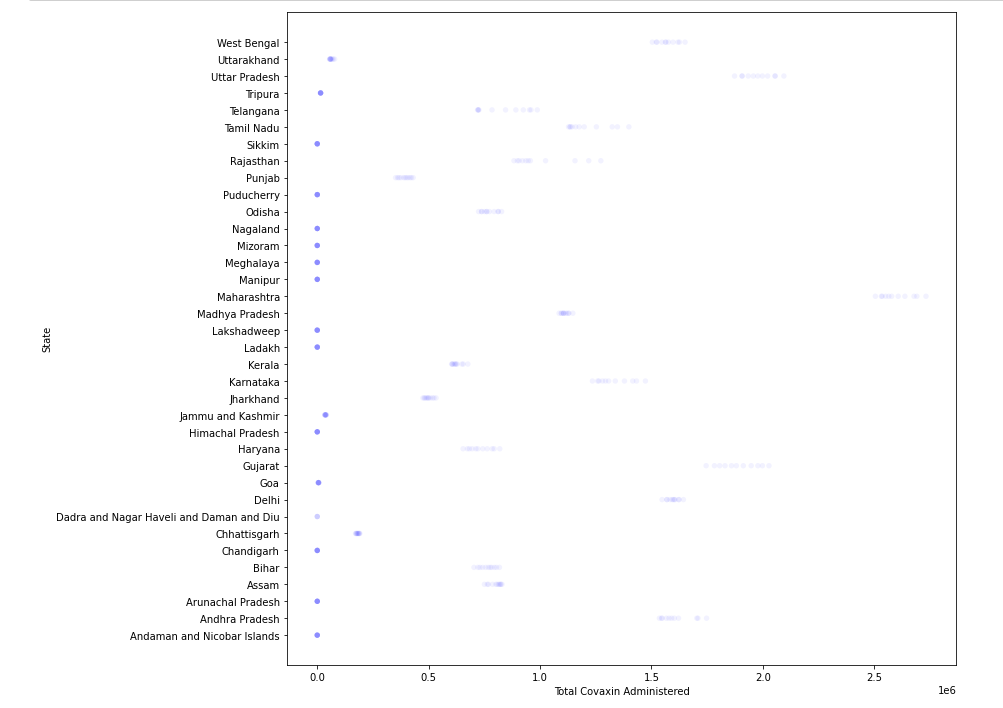 West Bengal
Uttarakhand
Uttar Pradesh
Tripura
Telangana
Tamil Nadu
Sikkim
Rajasthan
Punjab
Puducherry
Odisha
Nagaland
Mizoram
Meghalaya
Manipur
Maharashtra
Madhya Pradesh
Lakshadweep
State
Ladakh
Kerala
Karnataka
Jharkhand
Jammu and Kashmir
Himachal Pradesh
Haryana
Gujarat
Goa
Delhi
Dadra and Nagar Haveli and Daman and Diu
Chhattisgarh
Chandigarh
Bihar
Assam
Arunachal Pradesh
Andhra Pradesh
Andaman and Nicobar Islands
0.0 0.5 1.0 1.5 2.0 2.5
Total Covaxin Administered 1e6